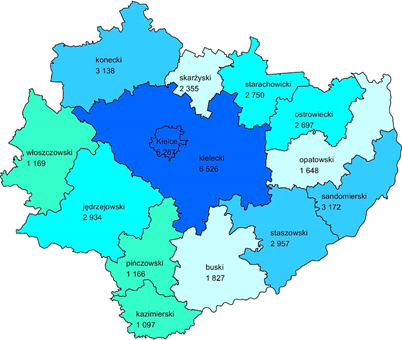 konecki
3 138
skarżyski
2 355
starachowicki
2 750
ostrowiecki
2 697
Kielce
kielecki
6 526
włoszczowski
1 169
opatowski
1 648
sandomierski
3 172
jędrzejowski
2 934
staszowski
2 957
pińczowski
1 166
buski
1 827
kazimierski
1 097